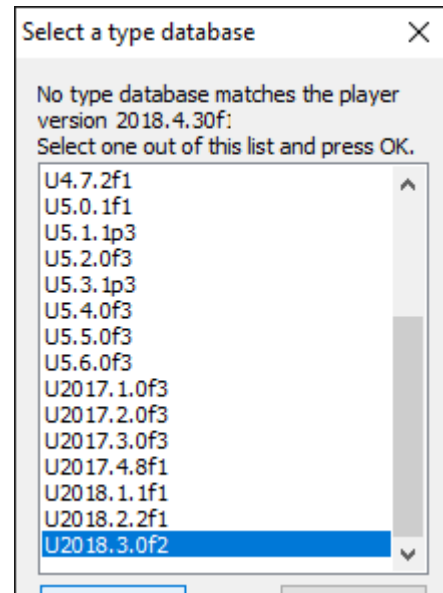 Select a type database
No type database matches the player
version 2018.4.30f1
Select one out of this list and press OK.
U4.7.2f1
U5.0.1f1
U5.1.1p3
U5.2.0f3
U5.3.1p3
U5.4.0f3
U5.5.0f3
U5.6.0f3
U2017.1.0f3
U2017.2.0f3
U2017.3.0f3
U2017.4.8f1
U2018.1.1f1
U2018.2.2f1
U2018.3.0f2